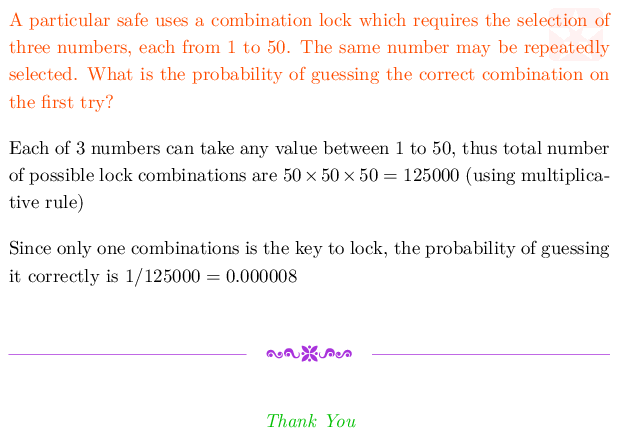 A particular safe uses a combination lock which requires the selection of
three numbers, each from 1 to 50. The same number may be repeatedly
selected. What is the probability of guessing the correct combination on
the first try?
Each of 3 numbers can take any value between 1 to 50, thus total number
of possible lock combinations are 50 × 50 × 50 = 125000 (using multiplica-
tive rule)
Since only one combinations is the key to lock, the probability of guessing
it correctly is 1/125000 = 0.000008
Thank You